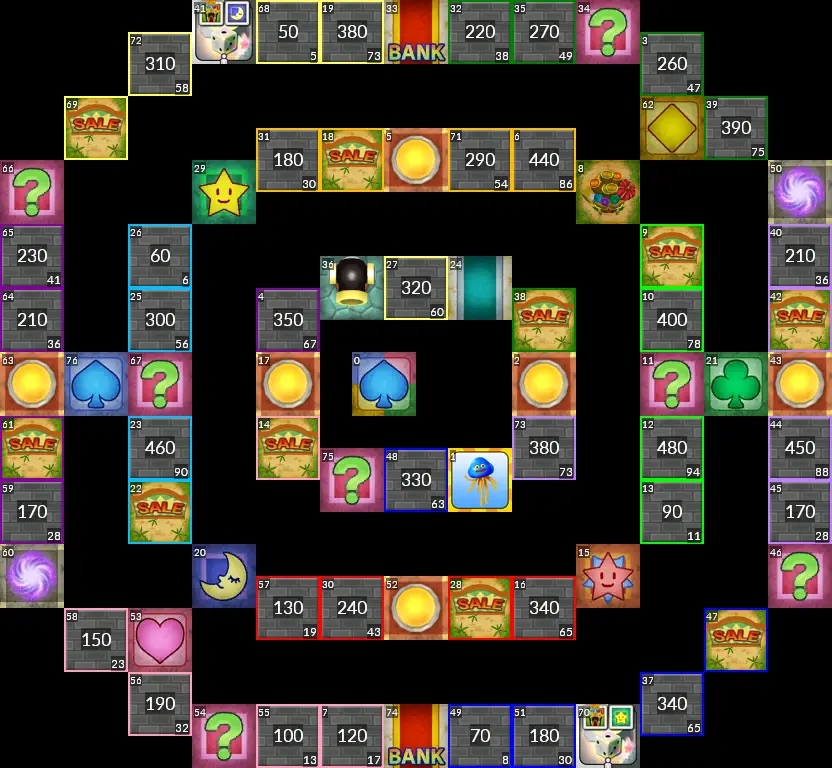 41 68 19 33 32 35 34
50 380 220 270
5 73 BANK 38 49
72 3
310 260
58 47
69 62 39
SALE 390
75
31 18 5 71 6
180 SALE 290 440
30 54 86
66 29 8 50
65 26 9 40
230 60 SALE 210
41 6 36
36 27 24
320
60
64 25 4 38 10 42
210 300 350 SALE 400 SALE
36 56 67 78
63 76 67 17 0 2 11 21 43
61 23 14 73 12 44
SALE 460 SALE 380 480 450
90 73 94 88
75 48 1
330
63
59 22 13 45
170 SALE 90 170
28 11 28
60 20 15 46
57 30 52 28 16
130 240 SALE 340
19 43 65
58 53 47
150 SALE
23
56 37
190 340
32 65
54 55 7 74 49 51 70
100 120 70 180
13 17 BANK 8 30